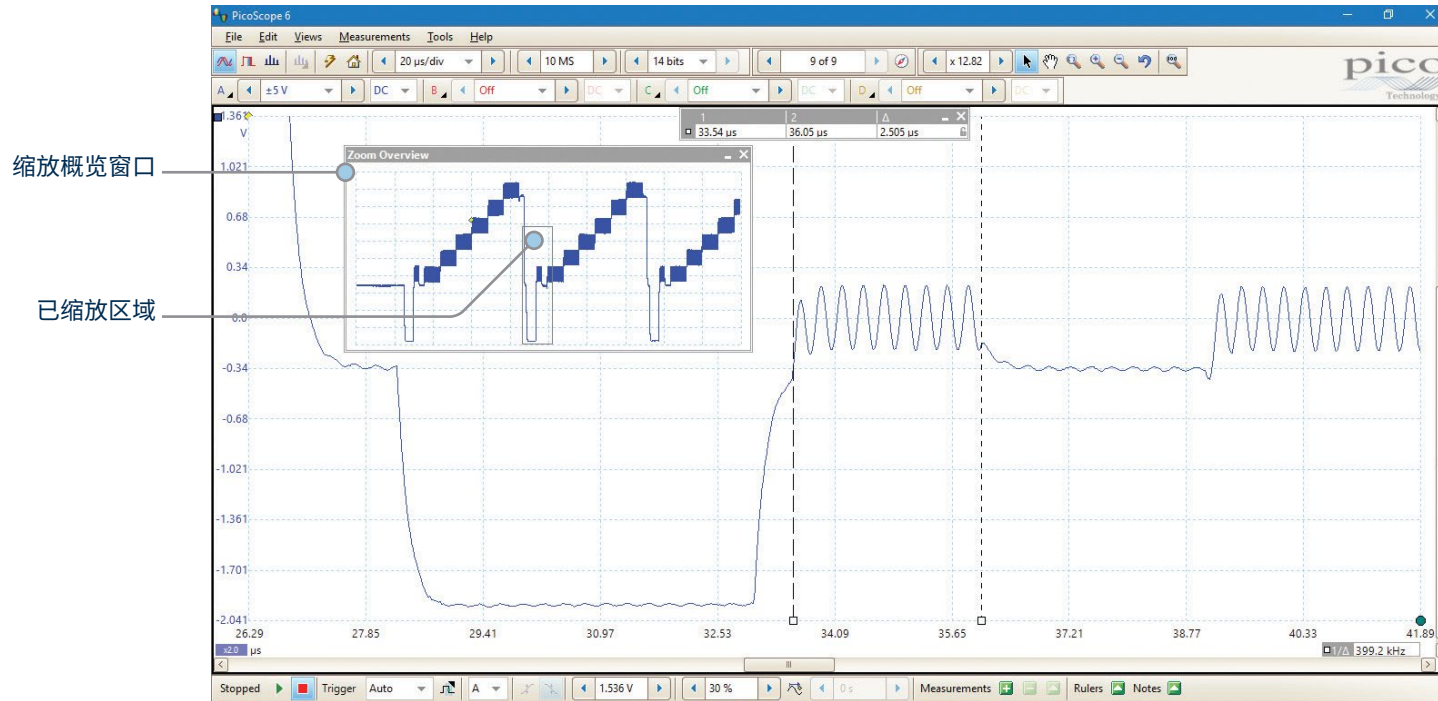 PicoScope 6
File Edit Views Measurements Tools Help
20 µs/div 10 MS 14 bits 9 of 9 x 12.82
pico
Technology
A ±5 V DC B Off DC C Off DC D Off DC
1 2 Δ
33.54 µs 36.05 µs 2.505 µs
1.361
V
缩放概览窗口
Zoom Overview
1.021
0.68
0.34
已缩放区域
0.0
-0.34
-0.68
-1.021
-1.361
-1.701
-2.041
26.29 27.85 29.41 30.97 32.53 34.09 35.65 37.21 38.77 40.33 41.89
x2.0 µs
1/Δ 399.2 kHz
Stopped Trigger Auto A 1.536 V 30 % 0 s Measurements Rulers Notes